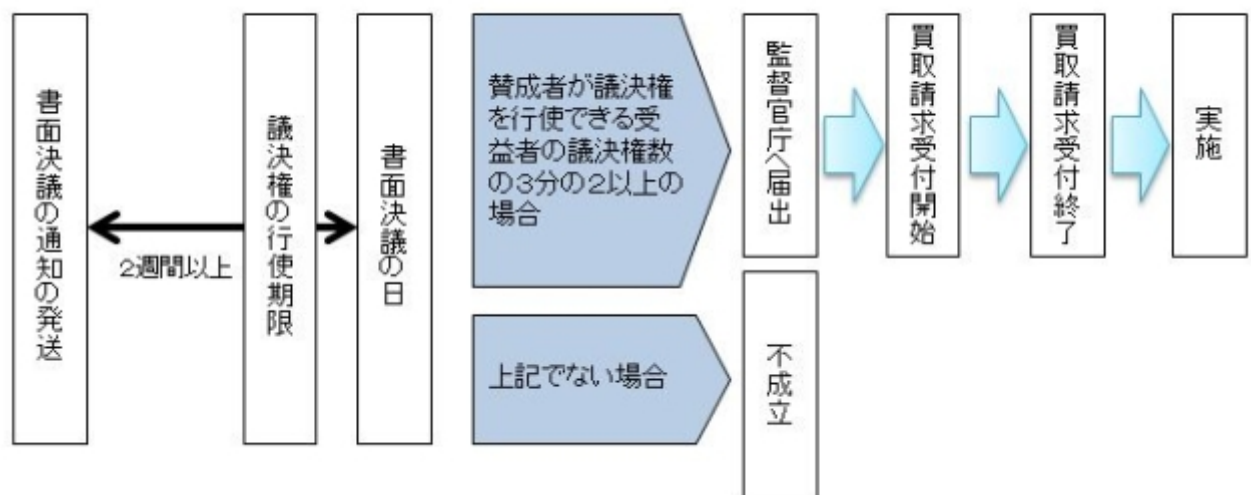 書面決議の通知の発送
2週間以上
議決権の行使期限
書面決議の日
賛成者が議決権
を行使できる受
益者の議決権数
の3分の2以上の
場合
上記でない場合
監督官庁へ届出
不成立
買取請求受付開始
買取請求受付終了
実施